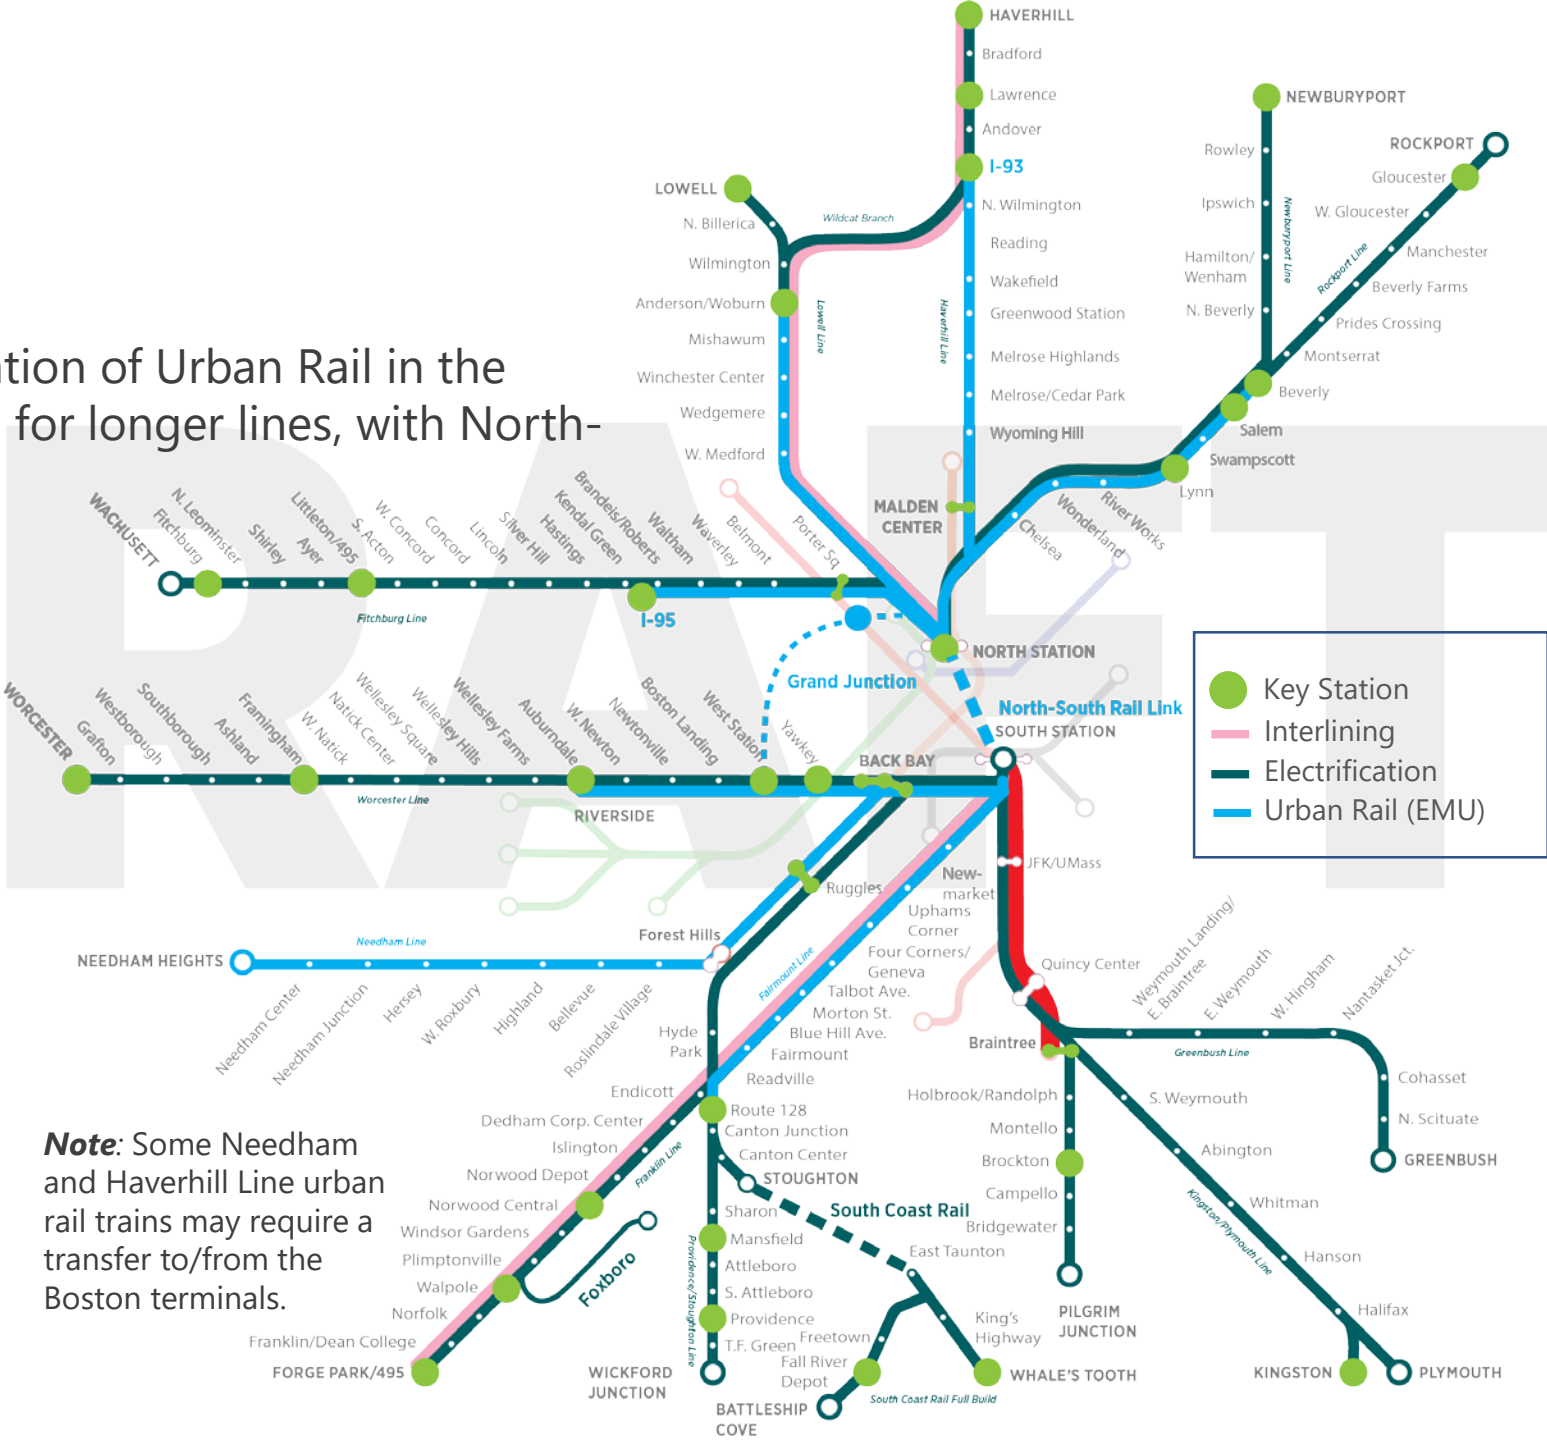 HAVERHILL
Bradford
Lawrence
Andover
I-93
N. Wilmington
Reading
Wakefield
Greenwood Station
Melrose Highlands
Melrose/Cedar Park
Wyoming Hill
MALDEN
CENTER
Haverhill Line
NEWBURYPORT
Rowley
Ipswich
Hamilton/
Wenham
N. Beverly
Newburyport Line
ROCKPORT
Gloucester
W. Gloucester
Manchester
Beverly Farms
Prides Crossing
Montserrat
Rockport Line
Beverly
Salem
Swampscott
Lynn
River Works
Wonderland
Chelsea
LOWELL
N. Billerica
Wilmington
Anderson/Woburn
Mishawum
Winchester Center
Wedgemere
W. Medford
Wildcat Branch
Lowell Line
ation of Urban Rail in the
for longer lines, with North-
RAFT
WACHUSETT
Fitchburg
N. Leominster
Shirley
Ayer
Littleton/495
S. Acton
W. Concord
Concord
Lincoln
Silver Hill
Hastings
Kendal Green
Brandeis/Roberts
Waltham
Waverley
Belmont
Porter Sq
Fitchburg Line
I-95
NORTH STATION
Grand Junction
North-South Rail Link
SOUTH STATION
Key Station
Interlining
Electrification
Urban Rail (EMU)
WORCESTER
Grafton
Westborough
Southborough
Ashland
Framingham
W. Natick
Natick Center
Wellesley Square
Wellesley Hills
Wellesley Farms
Auburndale
W. Newton
Newtonville
Boston Landing
West Station
Yawkey
BACK BAY
Worcester Line
RIVERSIDE
JFK/UMass
New-
market
Uphams
Corner
Four Corners/
Geneva
Talbot Ave.
Morton St.
Blue Hill Ave.
Fairmount
Readville
Fairmount Line
Ruggles
Forest Hills
NEEDHAM HEIGHTS
Needham Line
Needham Center
Needham Junction
Hersey
W. Roxbury
Highland
Bellevue
Roslindale Village
Hyde
Park
Quincy Center
Braintree
Weymouth Landing/
E. Braintree
E. Weymouth
W. Hingham
Nantasket Jct.
Greenbush Line
Cohasset
N. Scituate
GREENBUSH
Holbrook/Randolph
Montello
Brockton
Campello
Bridgewater
PILGRIM
JUNCTION
S. Weymouth
Abington
Whitman
Hanson
Halifax
Kingston/Plymouth Line
KINGSTON
PLYMOUTH
Endicott
Dedham Corp. Center
Islington
Norwood Depot
Norwood Central
Windsor Gardens
Plimptonville
Walpole
Norfolk
Franklin/Dean College
FORGE PARK/495
Franklin Line
Foxboro
Route 128
Canton Junction
Canton Center
STOUGHTON
Sharon
Mansfield
Attleboro
S. Attleboro
Providence
T.F. Green
WICKFORD
JUNCTION
Providence/Stoughton Line
South Coast Rail
East Taunton
King's
Highway
Freetown
Fall River
Depot
WHALE'S TOOTH
BATTLESHIP
COVE
South Coast Rail Full Build
Note: Some Needham
and Haverhill Line urban
rail trains may require a
transfer to/from the
Boston terminals.